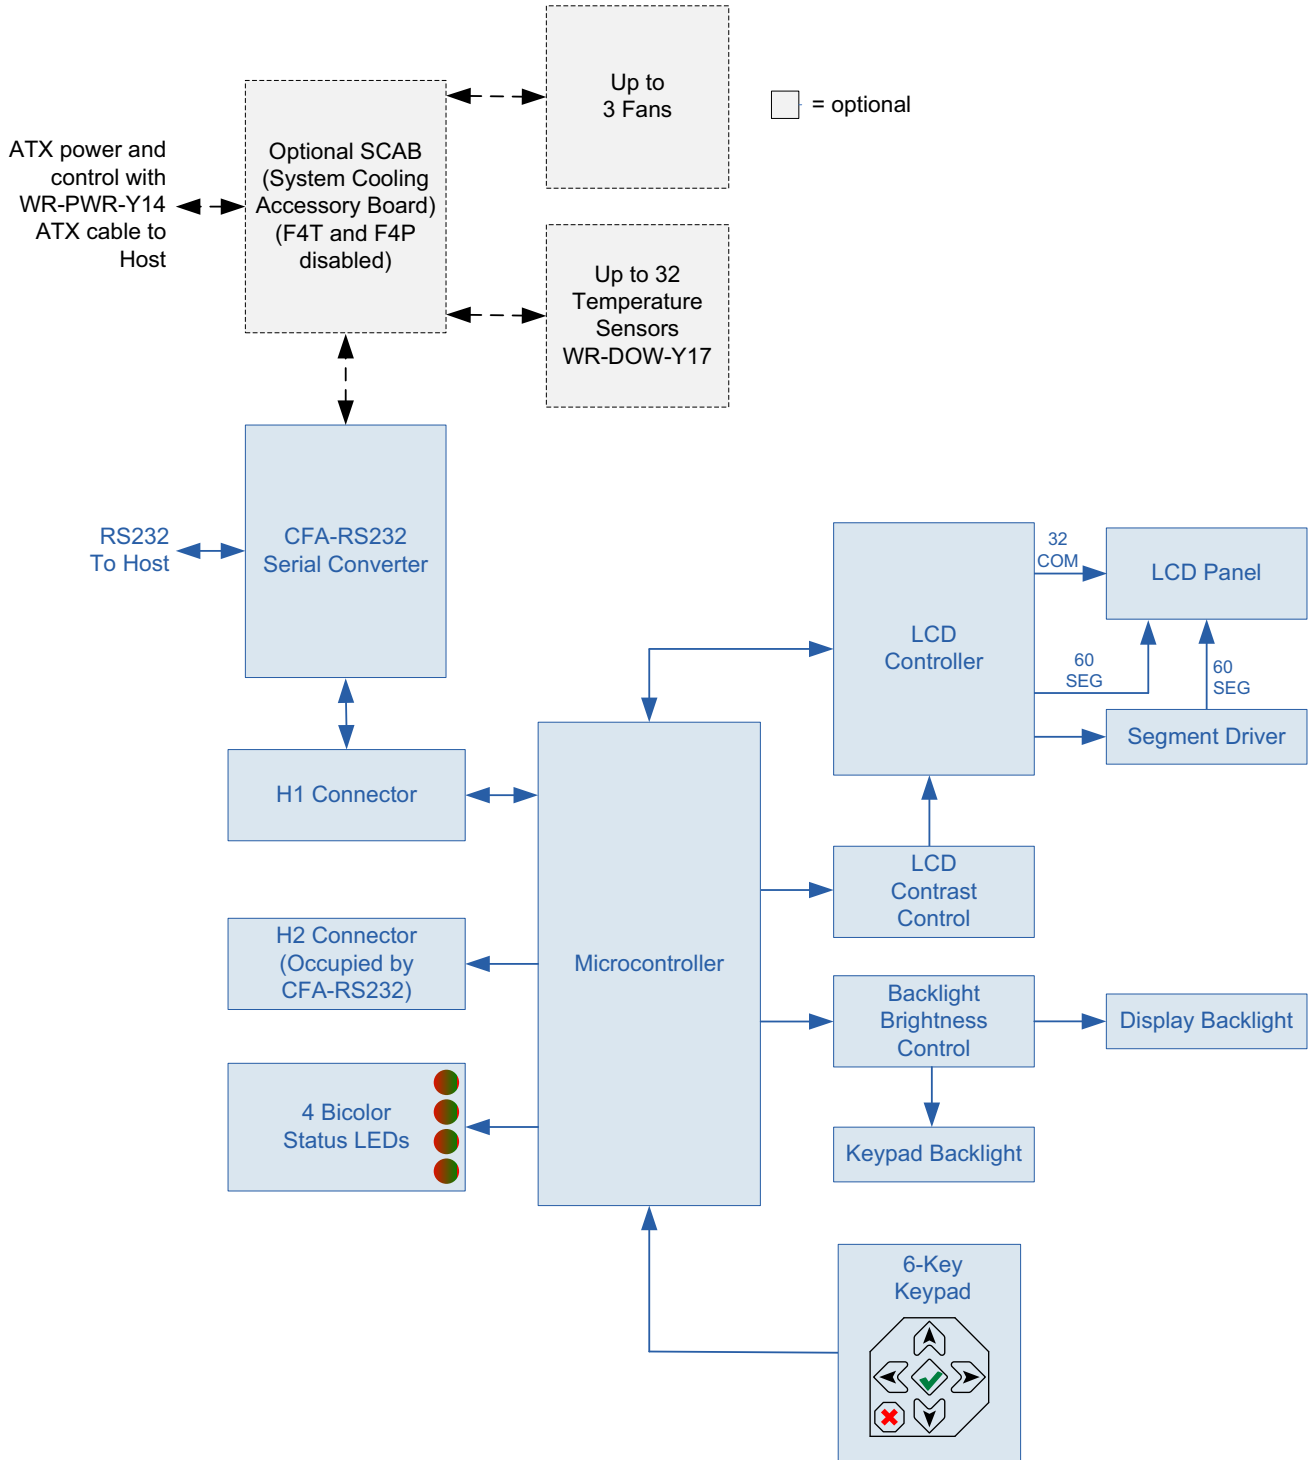 Up to
3 Fans
= optional
ATX power and
control with
WR-PWR-Y14
ATX cable to
Host
Optional SCAB
(System Cooling
Accessory Board)
(F4T and F4P
disabled)
Up to 32
Temperature
Sensors
WR-DOW-Y17
RS232
To Host
CFA-RS232
Serial Converter
LCD
Controller
32
COM
LCD Panel
60
SEG
60
SEG
Segment Driver
H1 Connector
LCD
Contrast
Control
H2 Connector
(Occupied by
CFA-RS232)
Microcontroller
Backlight
Brightness
Control
Display Backlight
4 Bicolor
Status LEDs
Keypad Backlight
6-Key
Keypad